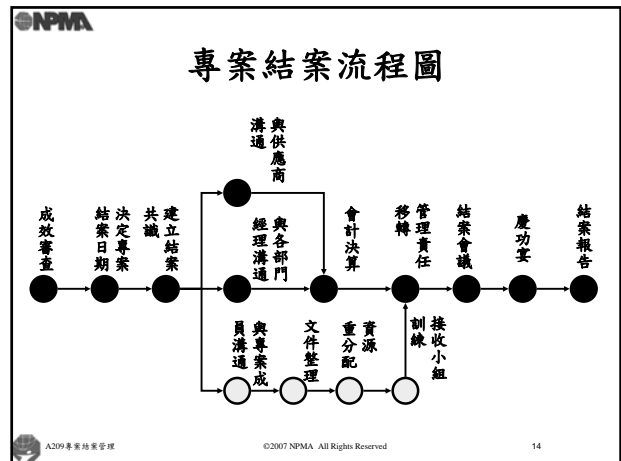 NPMA
專案結案流程圖
與供應商
溝通
成效審查
決定專案
結案日期
建立結案
共識
與各部門
經理溝通
會計決算
管理責任
移轉
結案會議
慶功宴
結案報告
與專案成
員溝通
文件整理
資源
重分配
接收小組
訓練
A209專案結案管理
©2007 NPMA All Rights Reserved
14